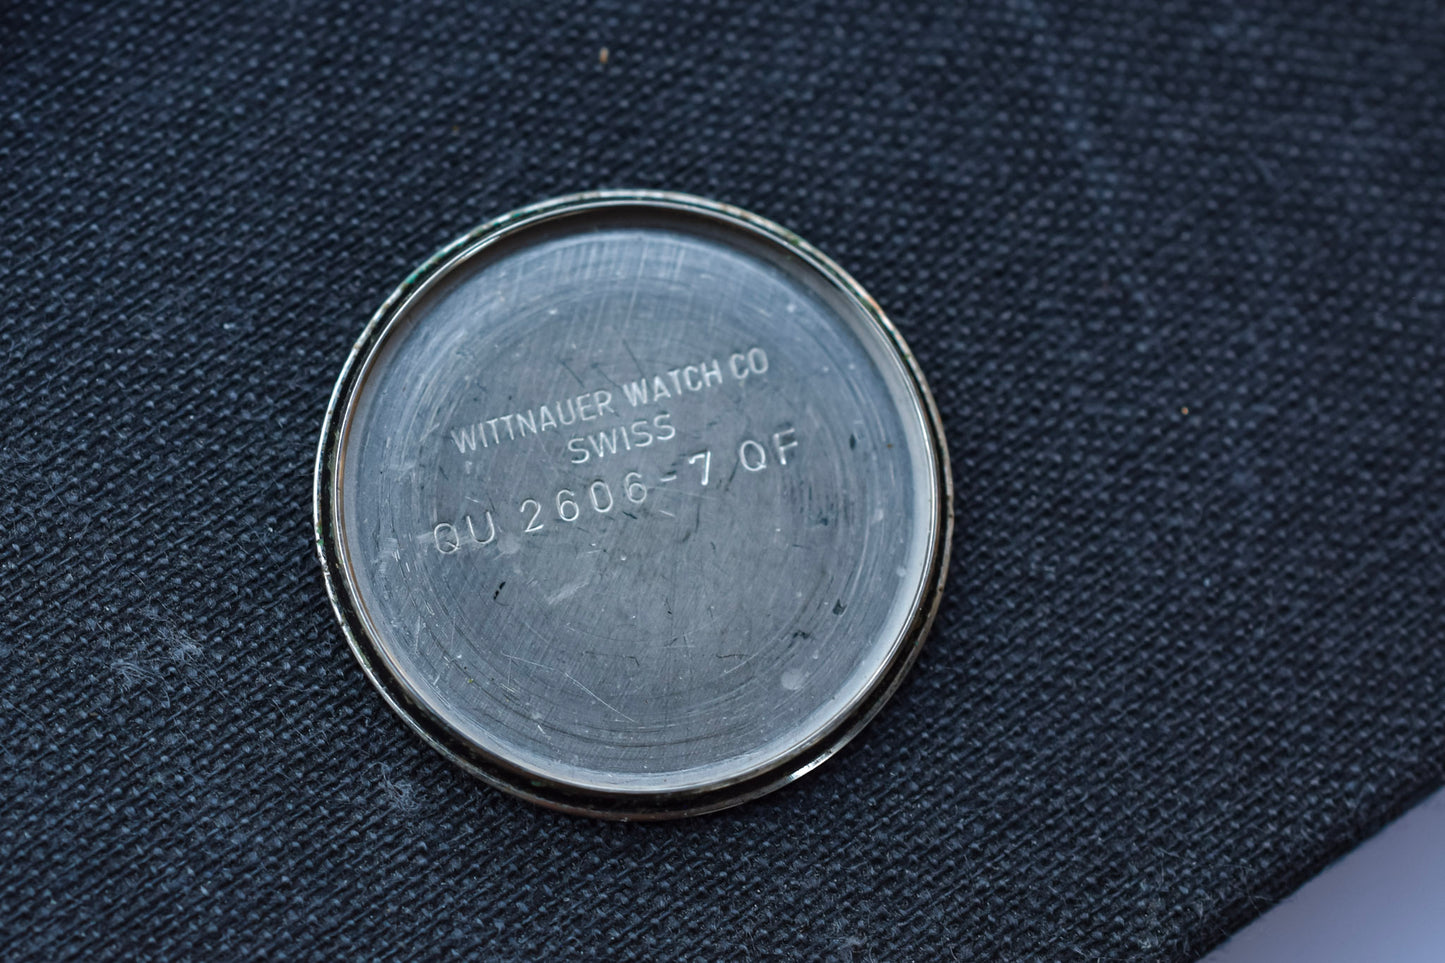 WITTNAUER WATCH CO
SWISS
QU 2606-7 QF